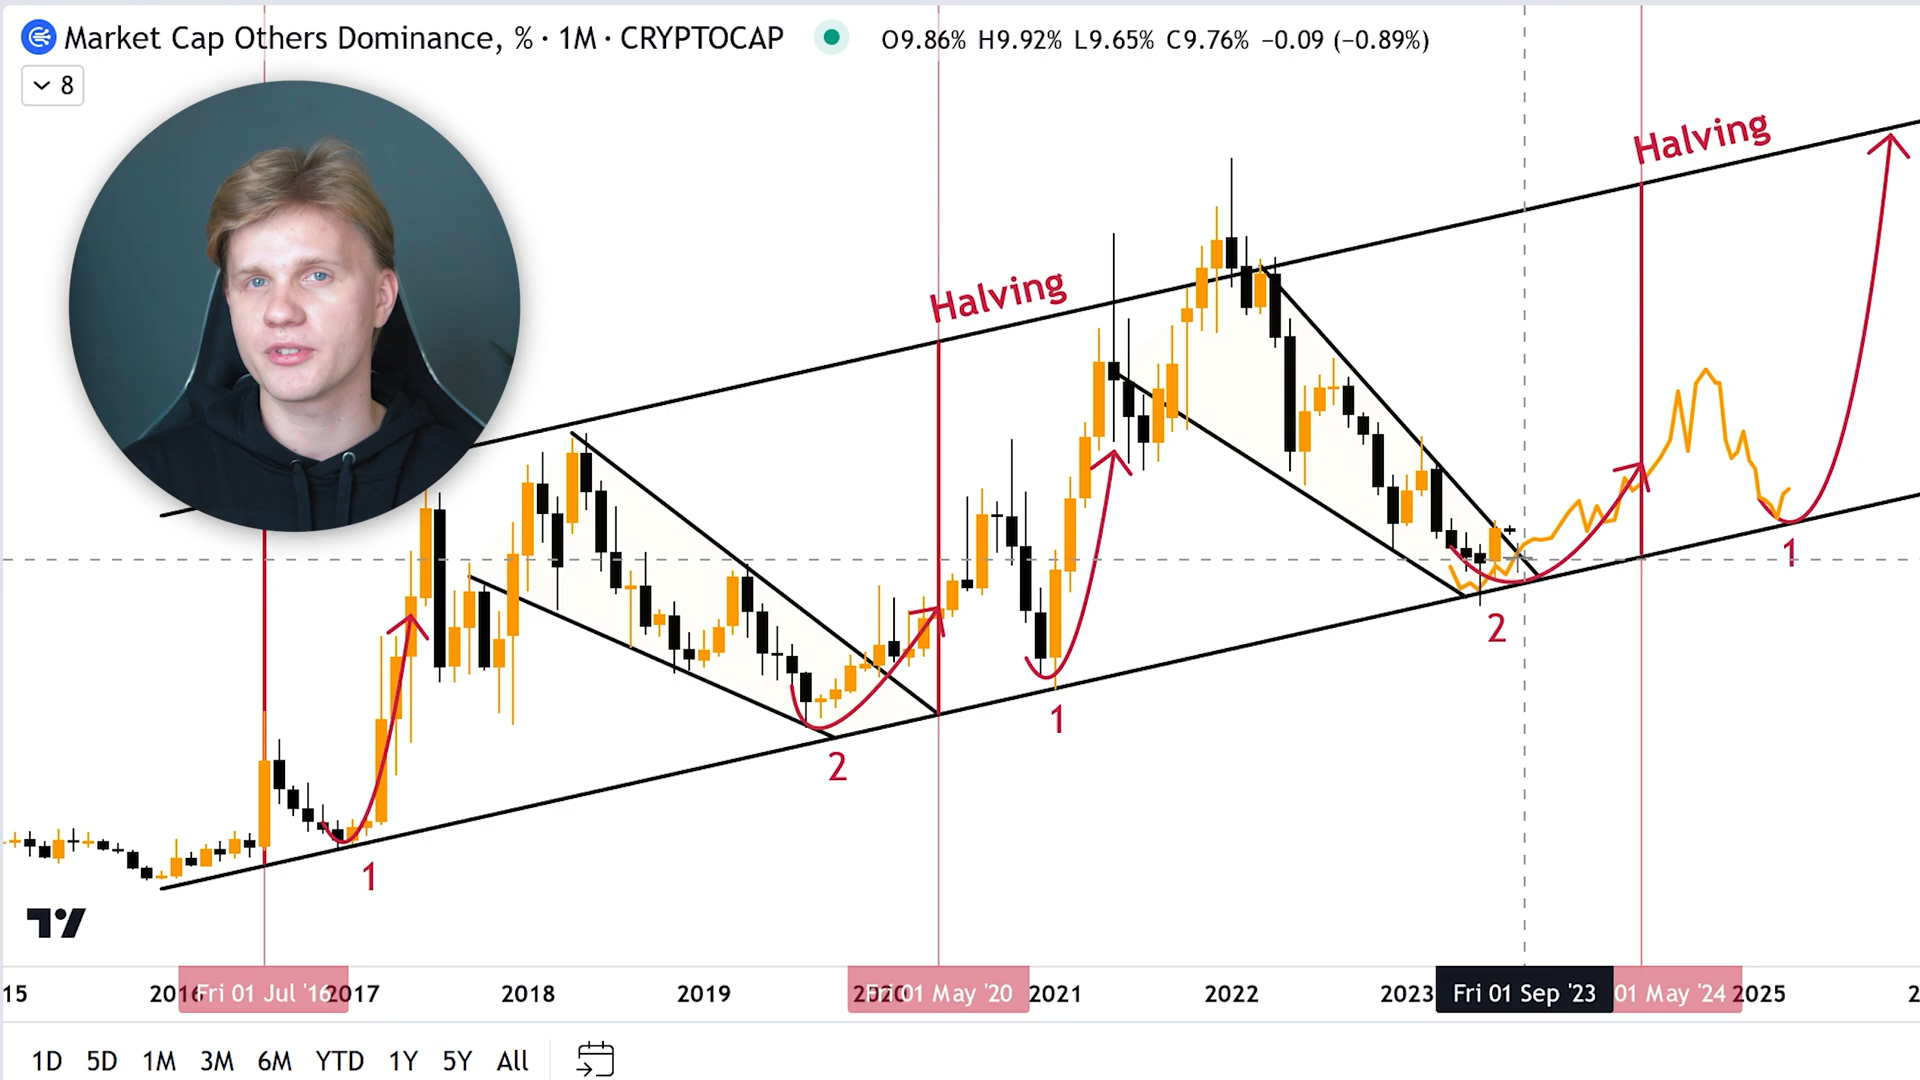 Market Cap Others Dominance, % · 1M · CRYPTOCAP O9.86% H9.92% L9.65% C9.76% −0.09 (−0.89%)
8
Halving
Halving
1
2
1
2
1
15 2016 Fri 01 Jul '16 2017 2018 2019 2020 Fri 01 May '20 2021 2022 2023 Fri 01 Sep '23 01 May '24 2025 2
1D 5D 1M 3M 6M YTD 1Y 5Y All